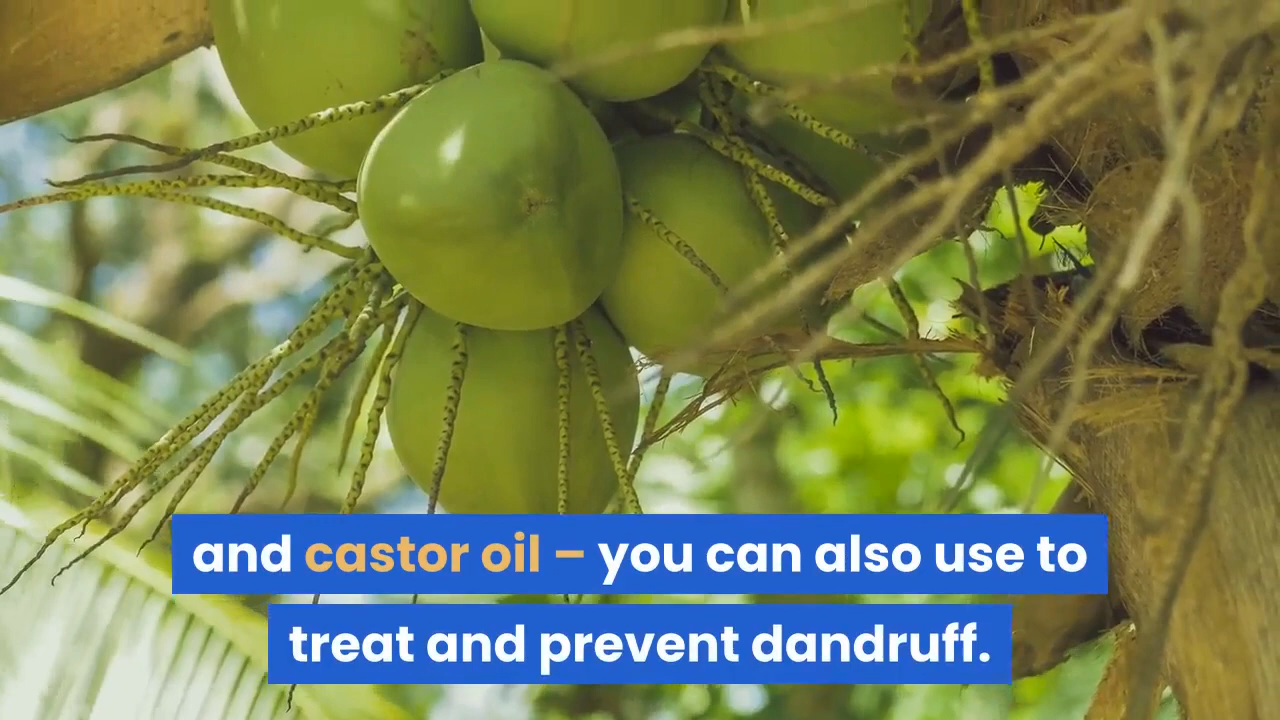 and castor oil – you can also use to
treat and prevent dandruff.